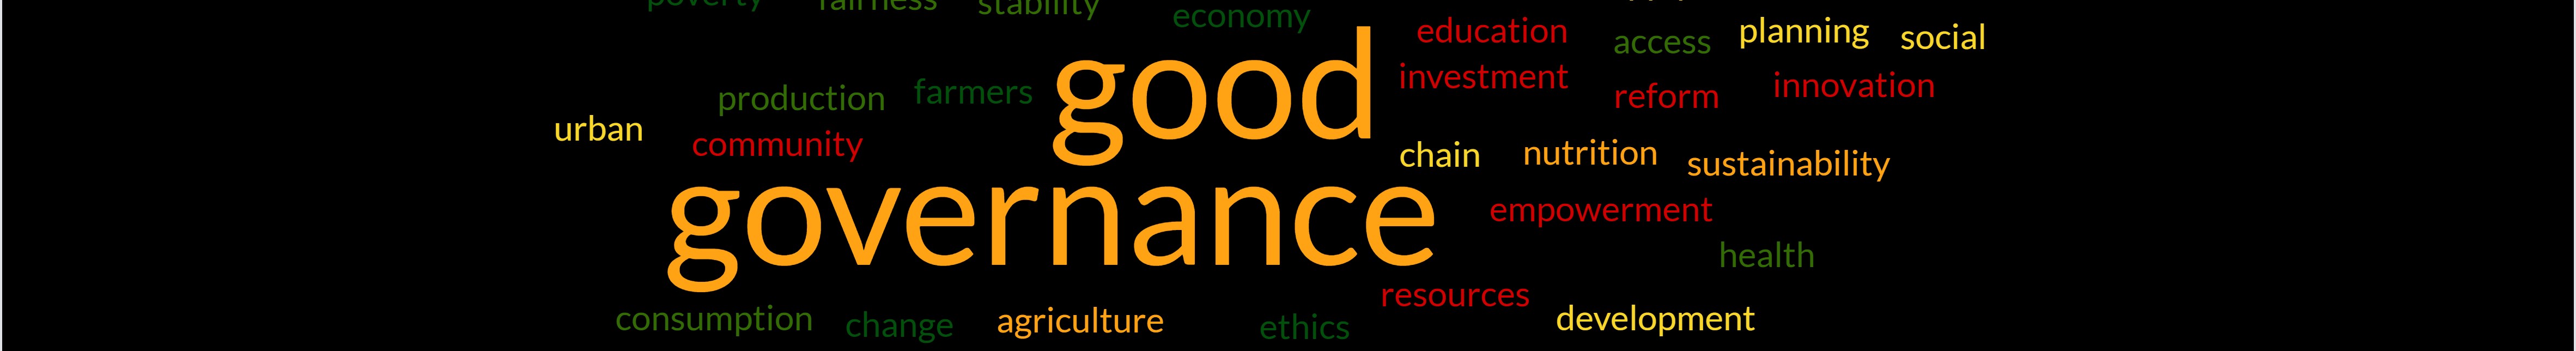 poverty fairness stability economy
education access planning social
production farmers good investment reform innovation
urban community chain nutrition sustainability
governance empowerment
health
resources
consumption change agriculture ethics development